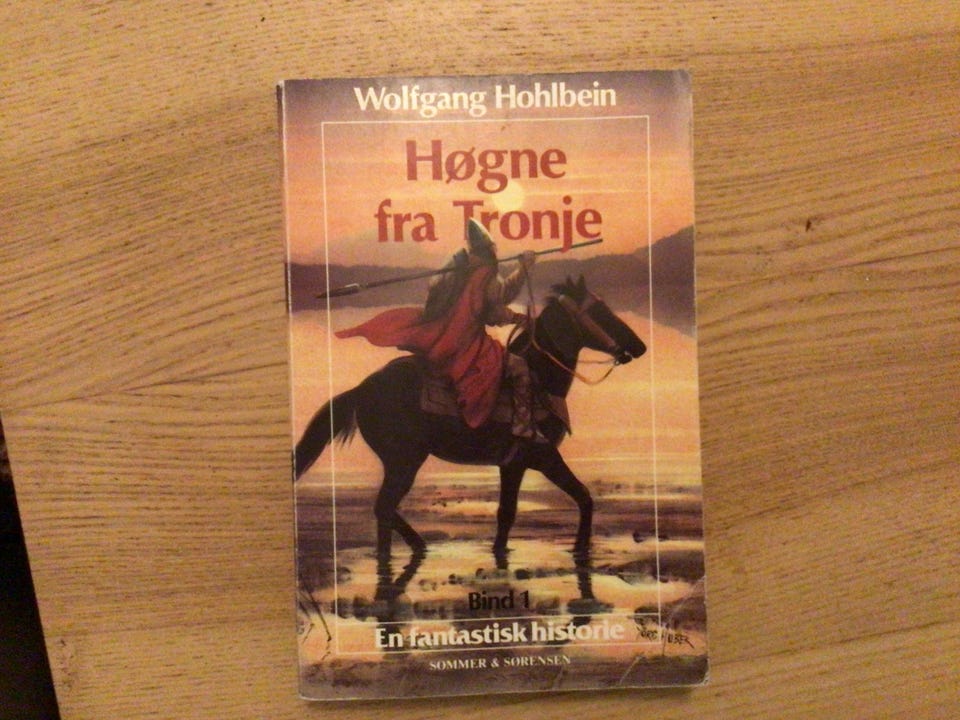 Wolfgang Hohlbein
Høgne
fra Tronje
Bind 1
En fantastisk historie
SOMMER & SØRENSEN